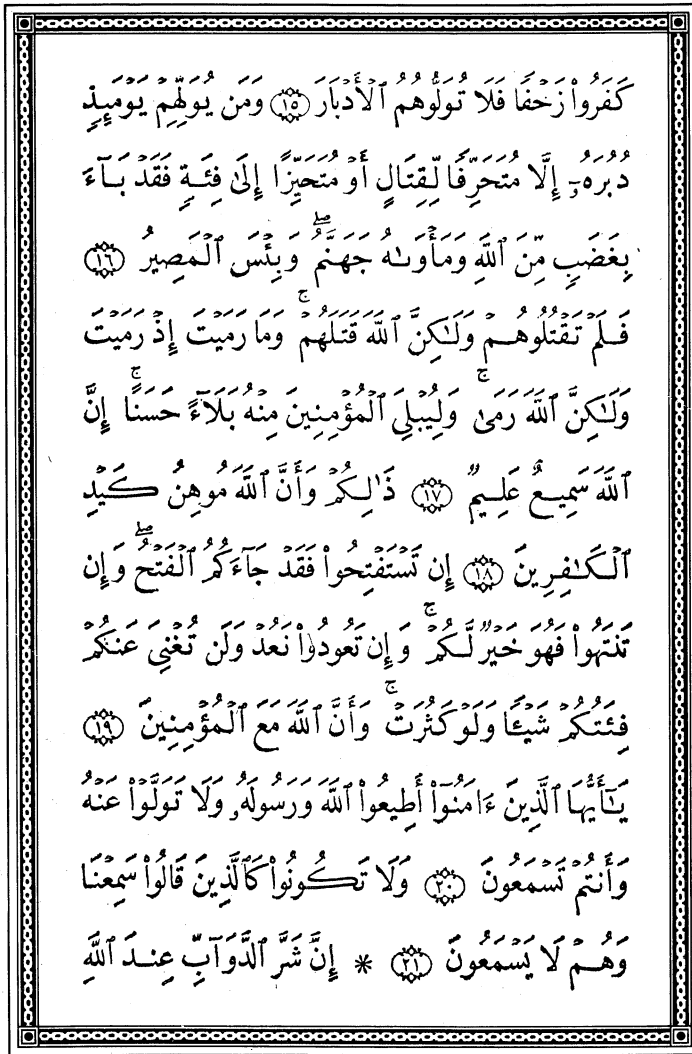 كَفَرُوا۟ زَحْفًا فَلَا تُوَلُّوهُمُ ٱلْأَدْبَارَ ١٥ وَمَن يُوَلِّهِمْ يَوْمَئِذٍ
دُبُرَهُۥٓ إِلَّا مُتَحَرِّفًا لِّقِتَالٍ أَوْ مُتَحَيِّزًا إِلَىٰ فِئَةٍ فَقَدْ بَآءَ
بِغَضَبٍ مِّنَ ٱللَّهِ وَمَأْوَىٰهُ جَهَنَّمُ ۖ وَبِئْسَ ٱلْمَصِيرُ ١٦
فَلَمْ تَقْتُلُوهُمْ وَلَـٰكِنَّ ٱللَّهَ قَتَلَهُمْ ۚ وَمَا رَمَيْتَ إِذْ رَمَيْتَ
وَلَـٰكِنَّ ٱللَّهَ رَمَىٰ ۚ وَلِيُبْلِيَ ٱلْمُؤْمِنِينَ مِنْهُ بَلَآءً حَسَنًا ۚ إِنَّ
ٱللَّهَ سَمِيعٌ عَلِيمٌ ١٧ ذَٰلِكُمْ وَأَنَّ ٱللَّهَ مُوهِنُ كَيْدِ
ٱلْكَـٰفِرِينَ ١٨ إِن تَسْتَفْتِحُوا۟ فَقَدْ جَآءَكُمُ ٱلْفَتْحُ ۖ وَإِن
تَنتَهُوا۟ فَهُوَ خَيْرٌ لَّكُمْ ۚ وَإِن تَعُودُوا۟ نَعُدْ وَلَن تُغْنِىَ عَنكُمْ
فِئَتُكُمْ شَيْـًٔا وَلَوْ كَثُرَتْ ۚ وَأَنَّ ٱللَّهَ مَعَ ٱلْمُؤْمِنِينَ ١٩
يَـٰٓأَيُّهَا ٱلَّذِينَ ءَامَنُوٓا۟ أَطِيعُوا۟ ٱللَّهَ وَرَسُولَهُۥ وَلَا تَوَلَّوْا۟ عَنْهُ
وَأَنتُمْ تَسْمَعُونَ ٢٠ وَلَا تَكُونُوا۟ كَٱلَّذِينَ قَالُوا۟ سَمِعْنَا
وَهُمْ لَا يَسْمَعُونَ ٢١ * إِنَّ شَرَّ ٱلدَّوَآبِّ عِندَ ٱللَّهِ